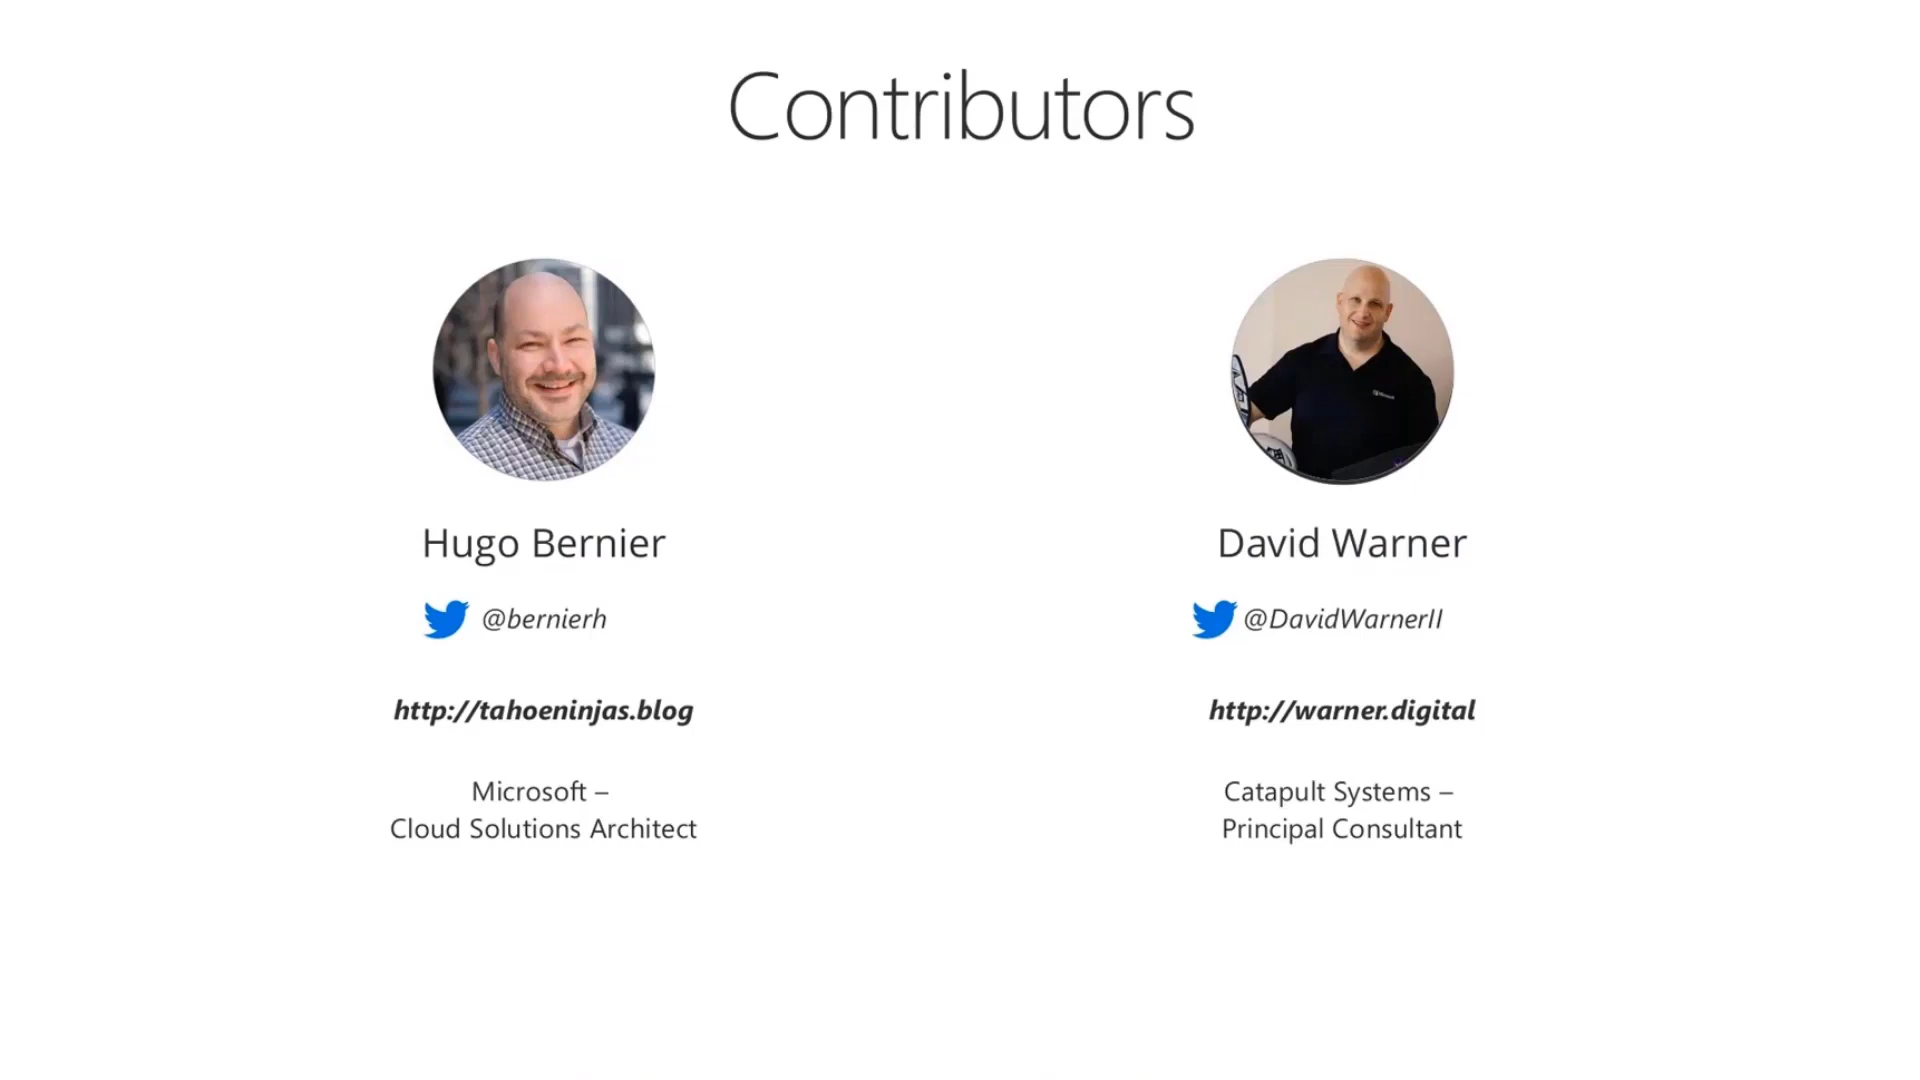 Contributors
Hugo Bernier
@bernierh
http://tahoeninjas.blog
Microsoft –
Cloud Solutions Architect
David Warner
@DavidWarnerII
http://warner.digital
Catapult Systems –
Principal Consultant